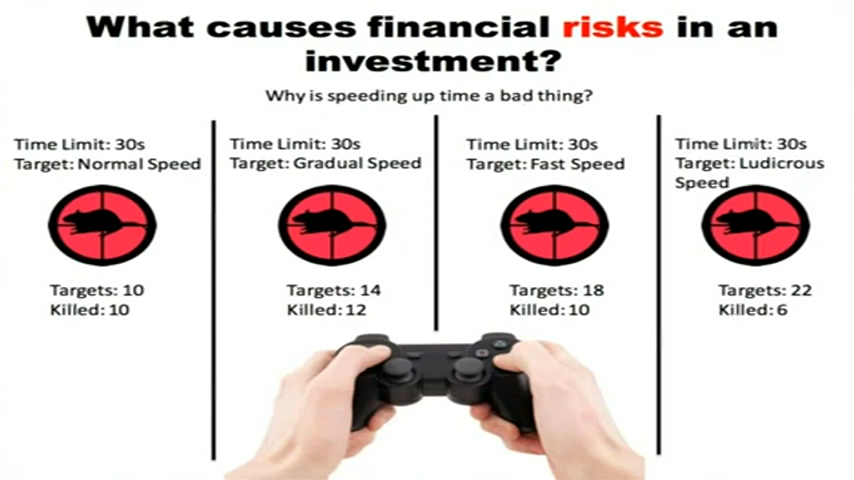 What causes financial risks in an
investment?
Why is speeding up time a bad thing?
Time Limit: 30s
Target: Normal Speed
Targets: 10
Killed: 10
Time Limit: 30s
Target: Gradual Speed
Targets: 14
Killed: 12
Time Limit: 30s
Target: Fast Speed
Targets: 18
Killed: 10
Time Limit: 30s
Target: Ludicrous
Speed
Targets: 22
Killed: 6